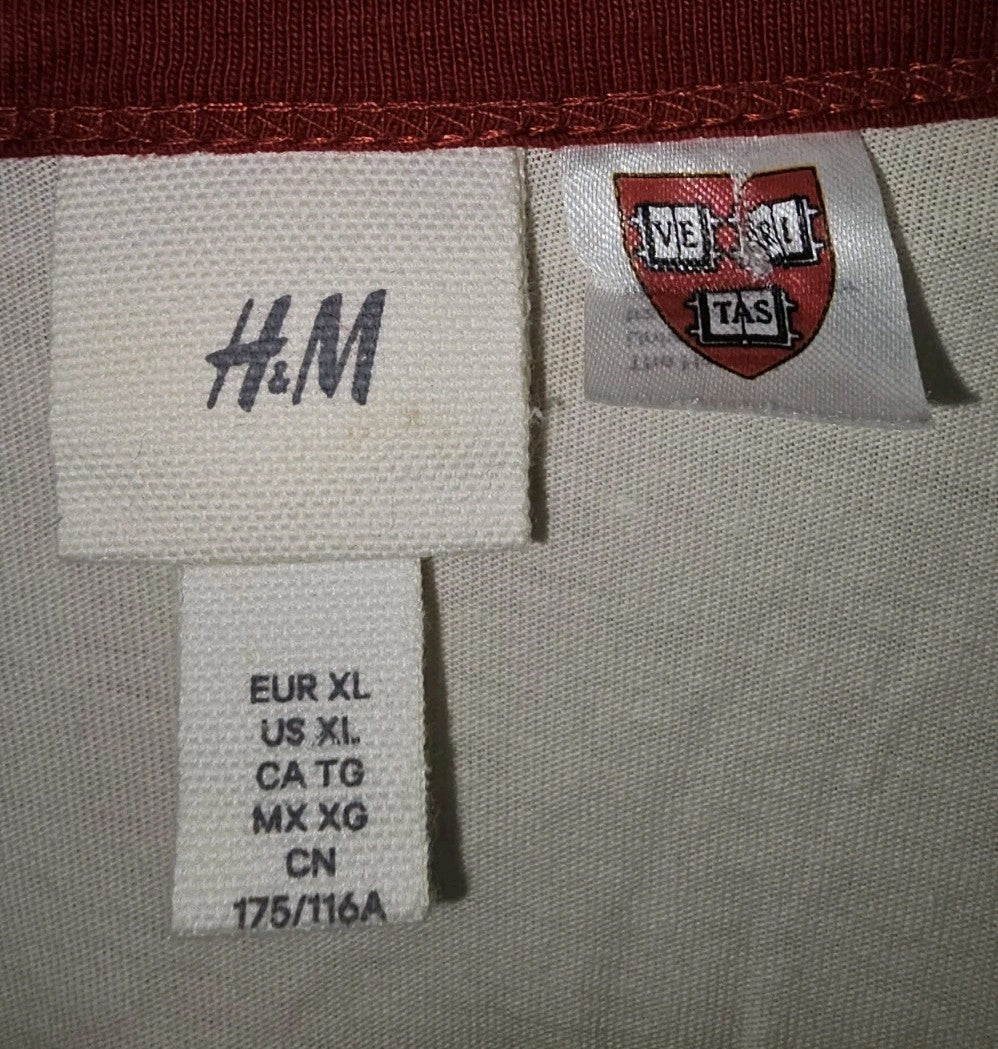 H&M
VE RI
TAS
EUR XL
US XL
CA TG
MX XG
CN
175/116A